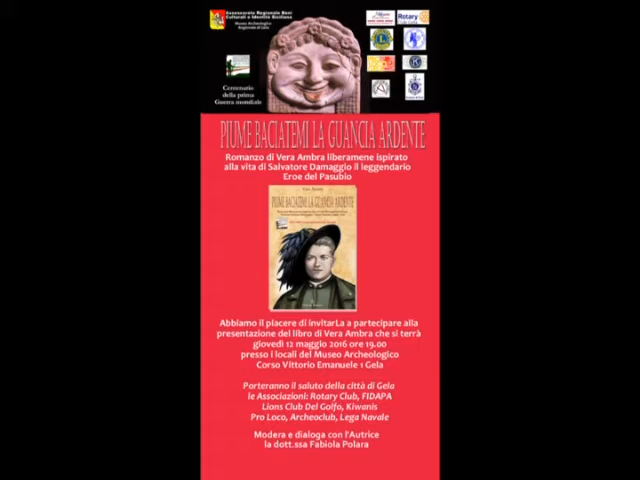 Assessorato Regionale Beni
Culturali e Identità Siciliana
Museo Archeologico
Regionale di Gela
Rotary
Centenario
della prima
Guerra mondiale
PIUME BACIATEMI LA GUANCIA ARDENTE
Romanzo di Vera Ambra liberamene ispirato
alla vita di Salvatore Damaggio il leggendario
Eroe del Pasubio
PIUME BACIATEMI LA GUANCIA ARDENTE
Abbiamo il piacere di invitarLa a partecipare alla
presentazione del libro di Vera Ambra che si terrà
giovedì 12 maggio 2016 ore 19.00
presso i locali del Museo Archeologico
Corso Vittorio Emanuele 1 Gela
Porteranno il saluto della città di Gela
le Associazioni: Rotary Club, FIDAPA
Lions Club Del Golfo, Kiwanis
Pro Loco, Archeoclub, Lega Navale
Modera e dialoga con l'Autrice
la dott.ssa Fabiola Polara